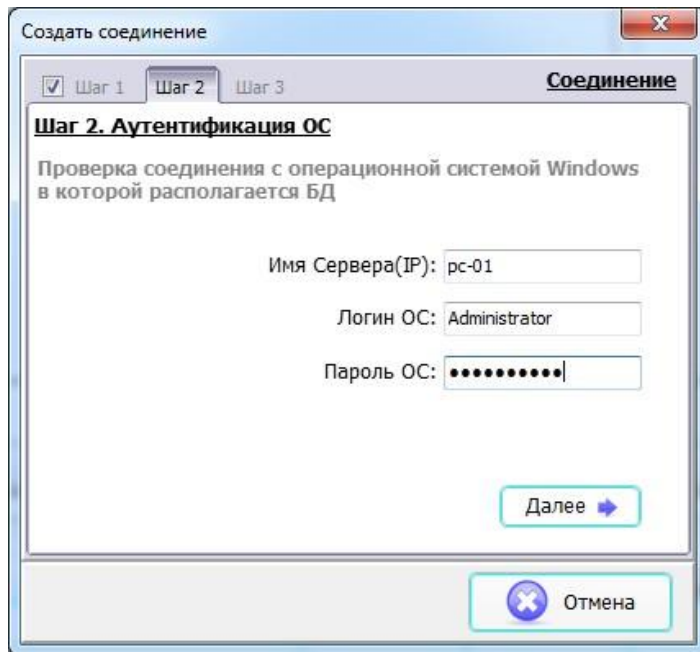 Создать соединение
Шаг 1
Шаг 2
Шаг 3
Соединение
Шаг 2. Аутентификация ОС
Проверка соединения с операционной системой Windows
в которой располагается БД
Имя Сервера(IP): pc-01
Логин ОС: Administrator
Пароль ОС: ●●●●●●●●●●
Далее
Отмена